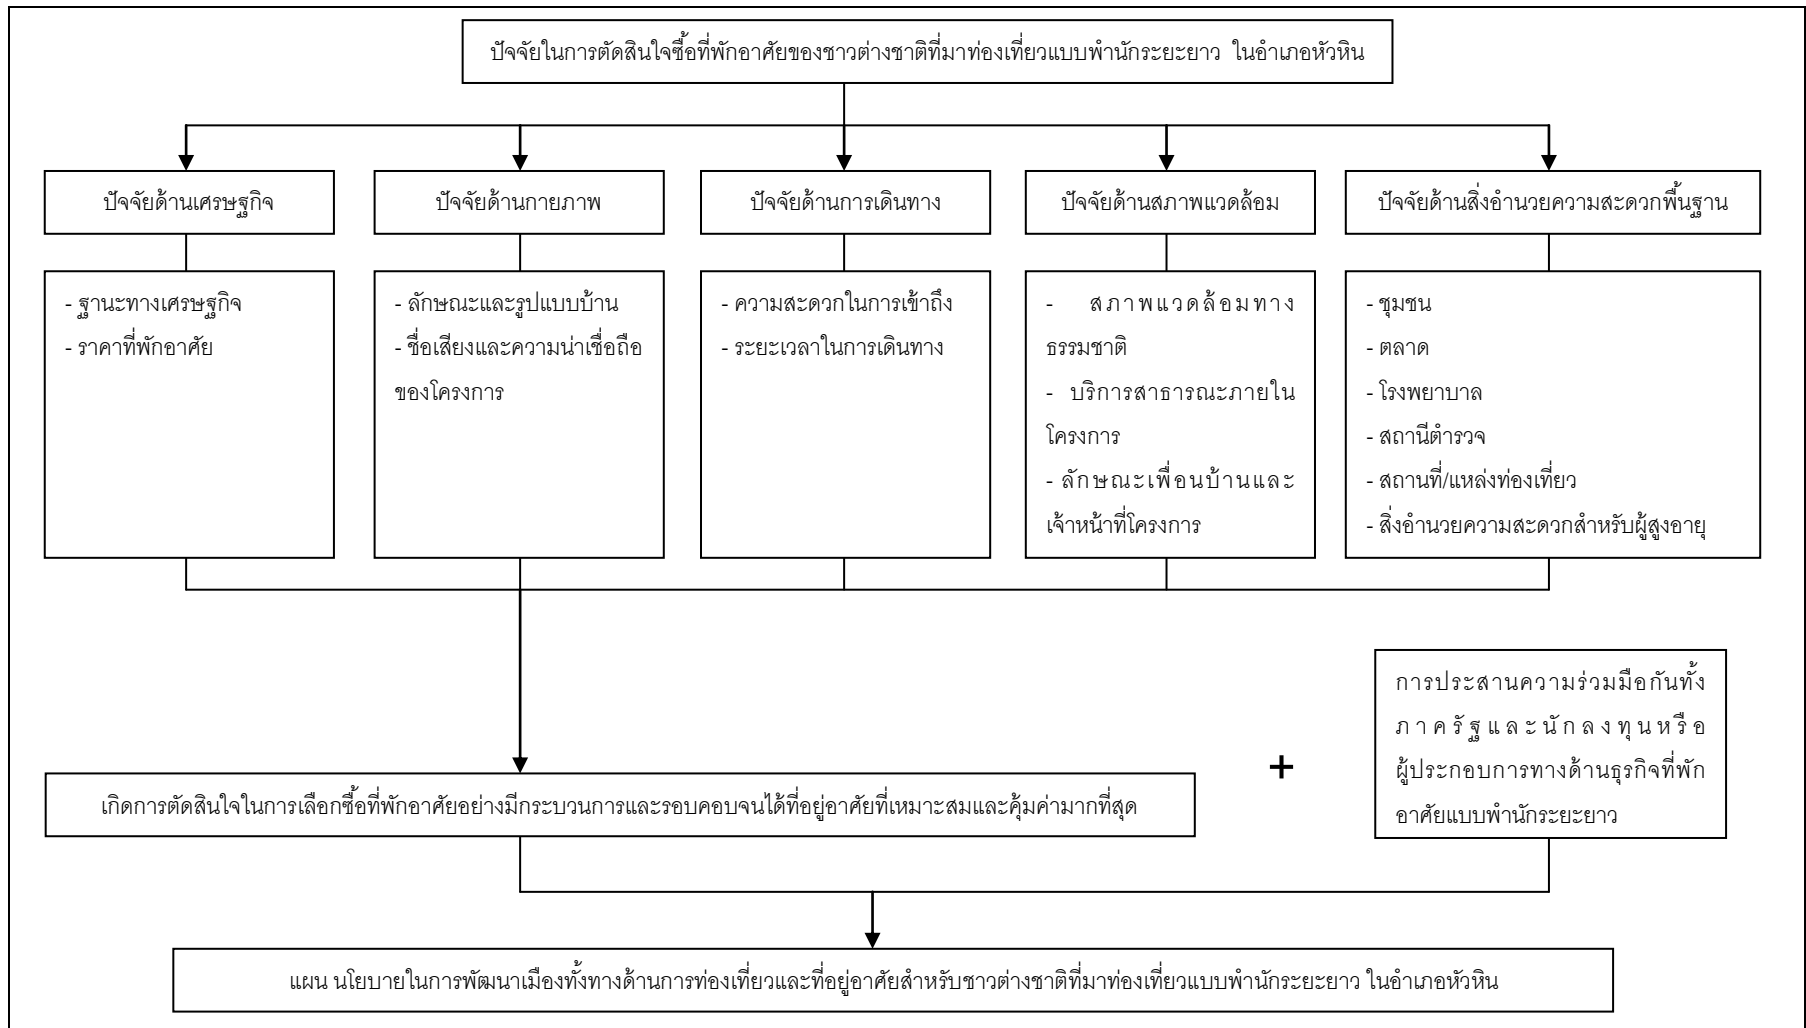 ปัจจัยในการตัดสินใจซื้อที่พักอาศัยของชาวต่างชาติที่มาท่องเที่ยวแบบพำนักระยะยาว ในอำเภอหัวหิน
ปัจจัยด้านเศรษฐกิจ
ปัจจัยด้านกายภาพ
ปัจจัยด้านการเดินทาง
ปัจจัยด้านสภาพแวดล้อม
ปัจจัยด้านสิ่งอำนวยความสะดวกพื้นฐาน
- ฐานะทางเศรษฐกิจ
- ราคาที่พักอาศัย
- ลักษณะและรูปแบบบ้าน
- ชื่อเสียงและความน่าเชื่อถือ
ของโครงการ
- ความสะดวกในการเข้าถึง
- ระยะเวลาในการเดินทาง
- สภาพแวดล้อมทาง
ธรรมชาติ
- บริการสาธารณะภายใน
โครงการ
- ลักษณะเพื่อนบ้านและ
เจ้าหน้าที่โครงการ
- ชุมชน
- ตลาด
- โรงพยาบาล
- สถานีตำรวจ
- สถานที่/แหล่งท่องเที่ยว
- สิ่งอำนวยความสะดวกสำหรับผู้สูงอายุ
เกิดการตัดสินใจในการเลือกซื้อที่พักอาศัยอย่างมีกระบวนการและรอบคอบจนได้ที่อยู่อาศัยที่เหมาะสมและคุ้มค่ามากที่สุด
+
การประสานความร่วมมือกันทั้ง
ภาครัฐและนักลงทุนหรือ
ผู้ประกอบการทางด้านธุรกิจที่พัก
อาศัยแบบพำนักระยะยาว
แผน นโยบายในการพัฒนาเมืองทั้งทางด้านการท่องเที่ยวและที่อยู่อาศัยสำหรับชาวต่างชาติที่มาท่องเที่ยวแบบพำนักระยะยาว ในอำเภอหัวหิน